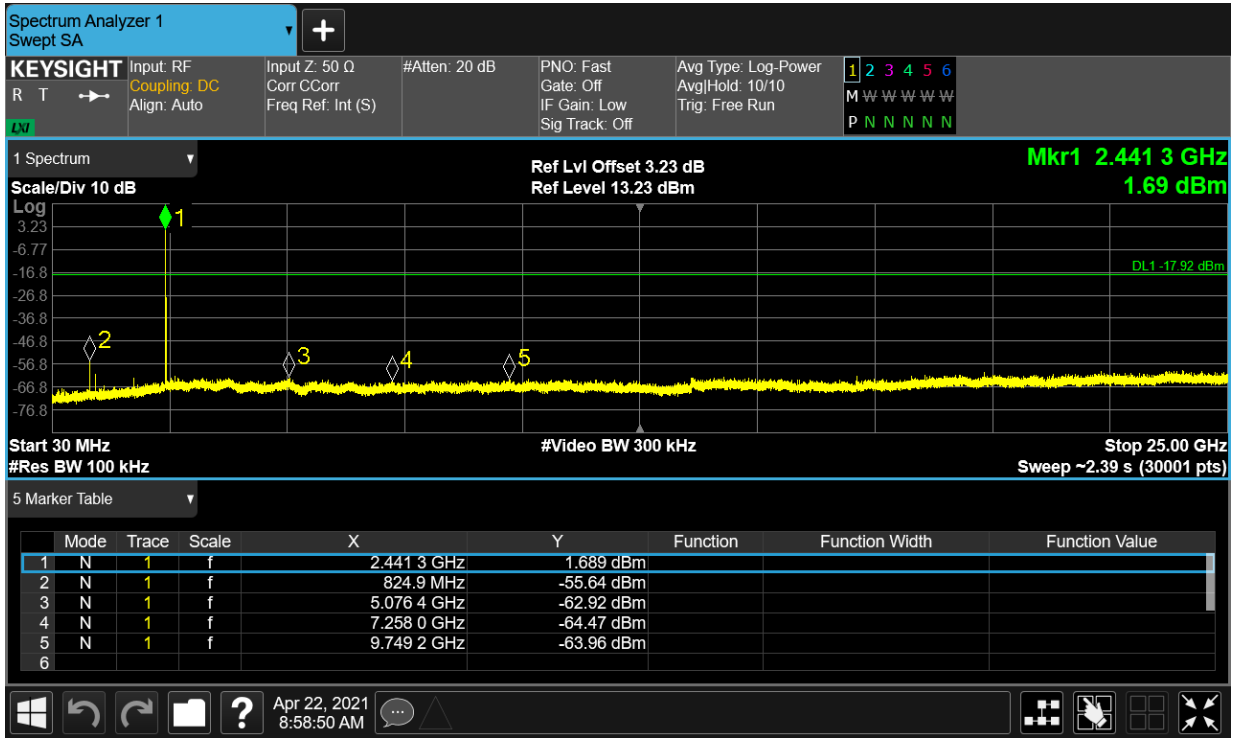 Spectrum Analyzer 1
Swept SA
KEYSIGHT
R T
LXI
Input: RF
Coupling: DC
Align: Auto
Input Z: 50 Ω
Corr CCorr
Freq Ref: Int (S)
#Atten: 20 dB
PNO: Fast
Gate: Off
IF Gain: Low
Sig Track: Off
Avg Type: Log-Power
Avg|Hold: 10/10
Trig: Free Run
1 2 3 4 5 6
M W W W W W
P N N N N N
1 Spectrum
Scale/Div 10 dB
Ref Lvl Offset 3.23 dB
Ref Level 13.23 dBm
Mkr1 2.441 3 GHz
1.69 dBm
Log
3.23
-6.77
-16.8
-26.8
-36.8
-46.8
-56.8
-66.8
-76.8
1
2
3
4
5
DL1 -17.92 dBm
Start 30 MHz
#Video BW 300 kHz
Stop 25.00 GHz
#Res BW 100 kHz
Sweep ~2.39 s (30001 pts)
5 Marker Table
Mode Trace Scale X Y Function Function Width Function Value
1 N 1 f 2.441 3 GHz 1.689 dBm
2 N 1 f 824.9 MHz -55.64 dBm
3 N 1 f 5.076 4 GHz -62.92 dBm
4 N 1 f 7.258 0 GHz -64.47 dBm
5 N 1 f 9.749 2 GHz -63.96 dBm
6
?
Apr 22, 2021
8:58:50 AM